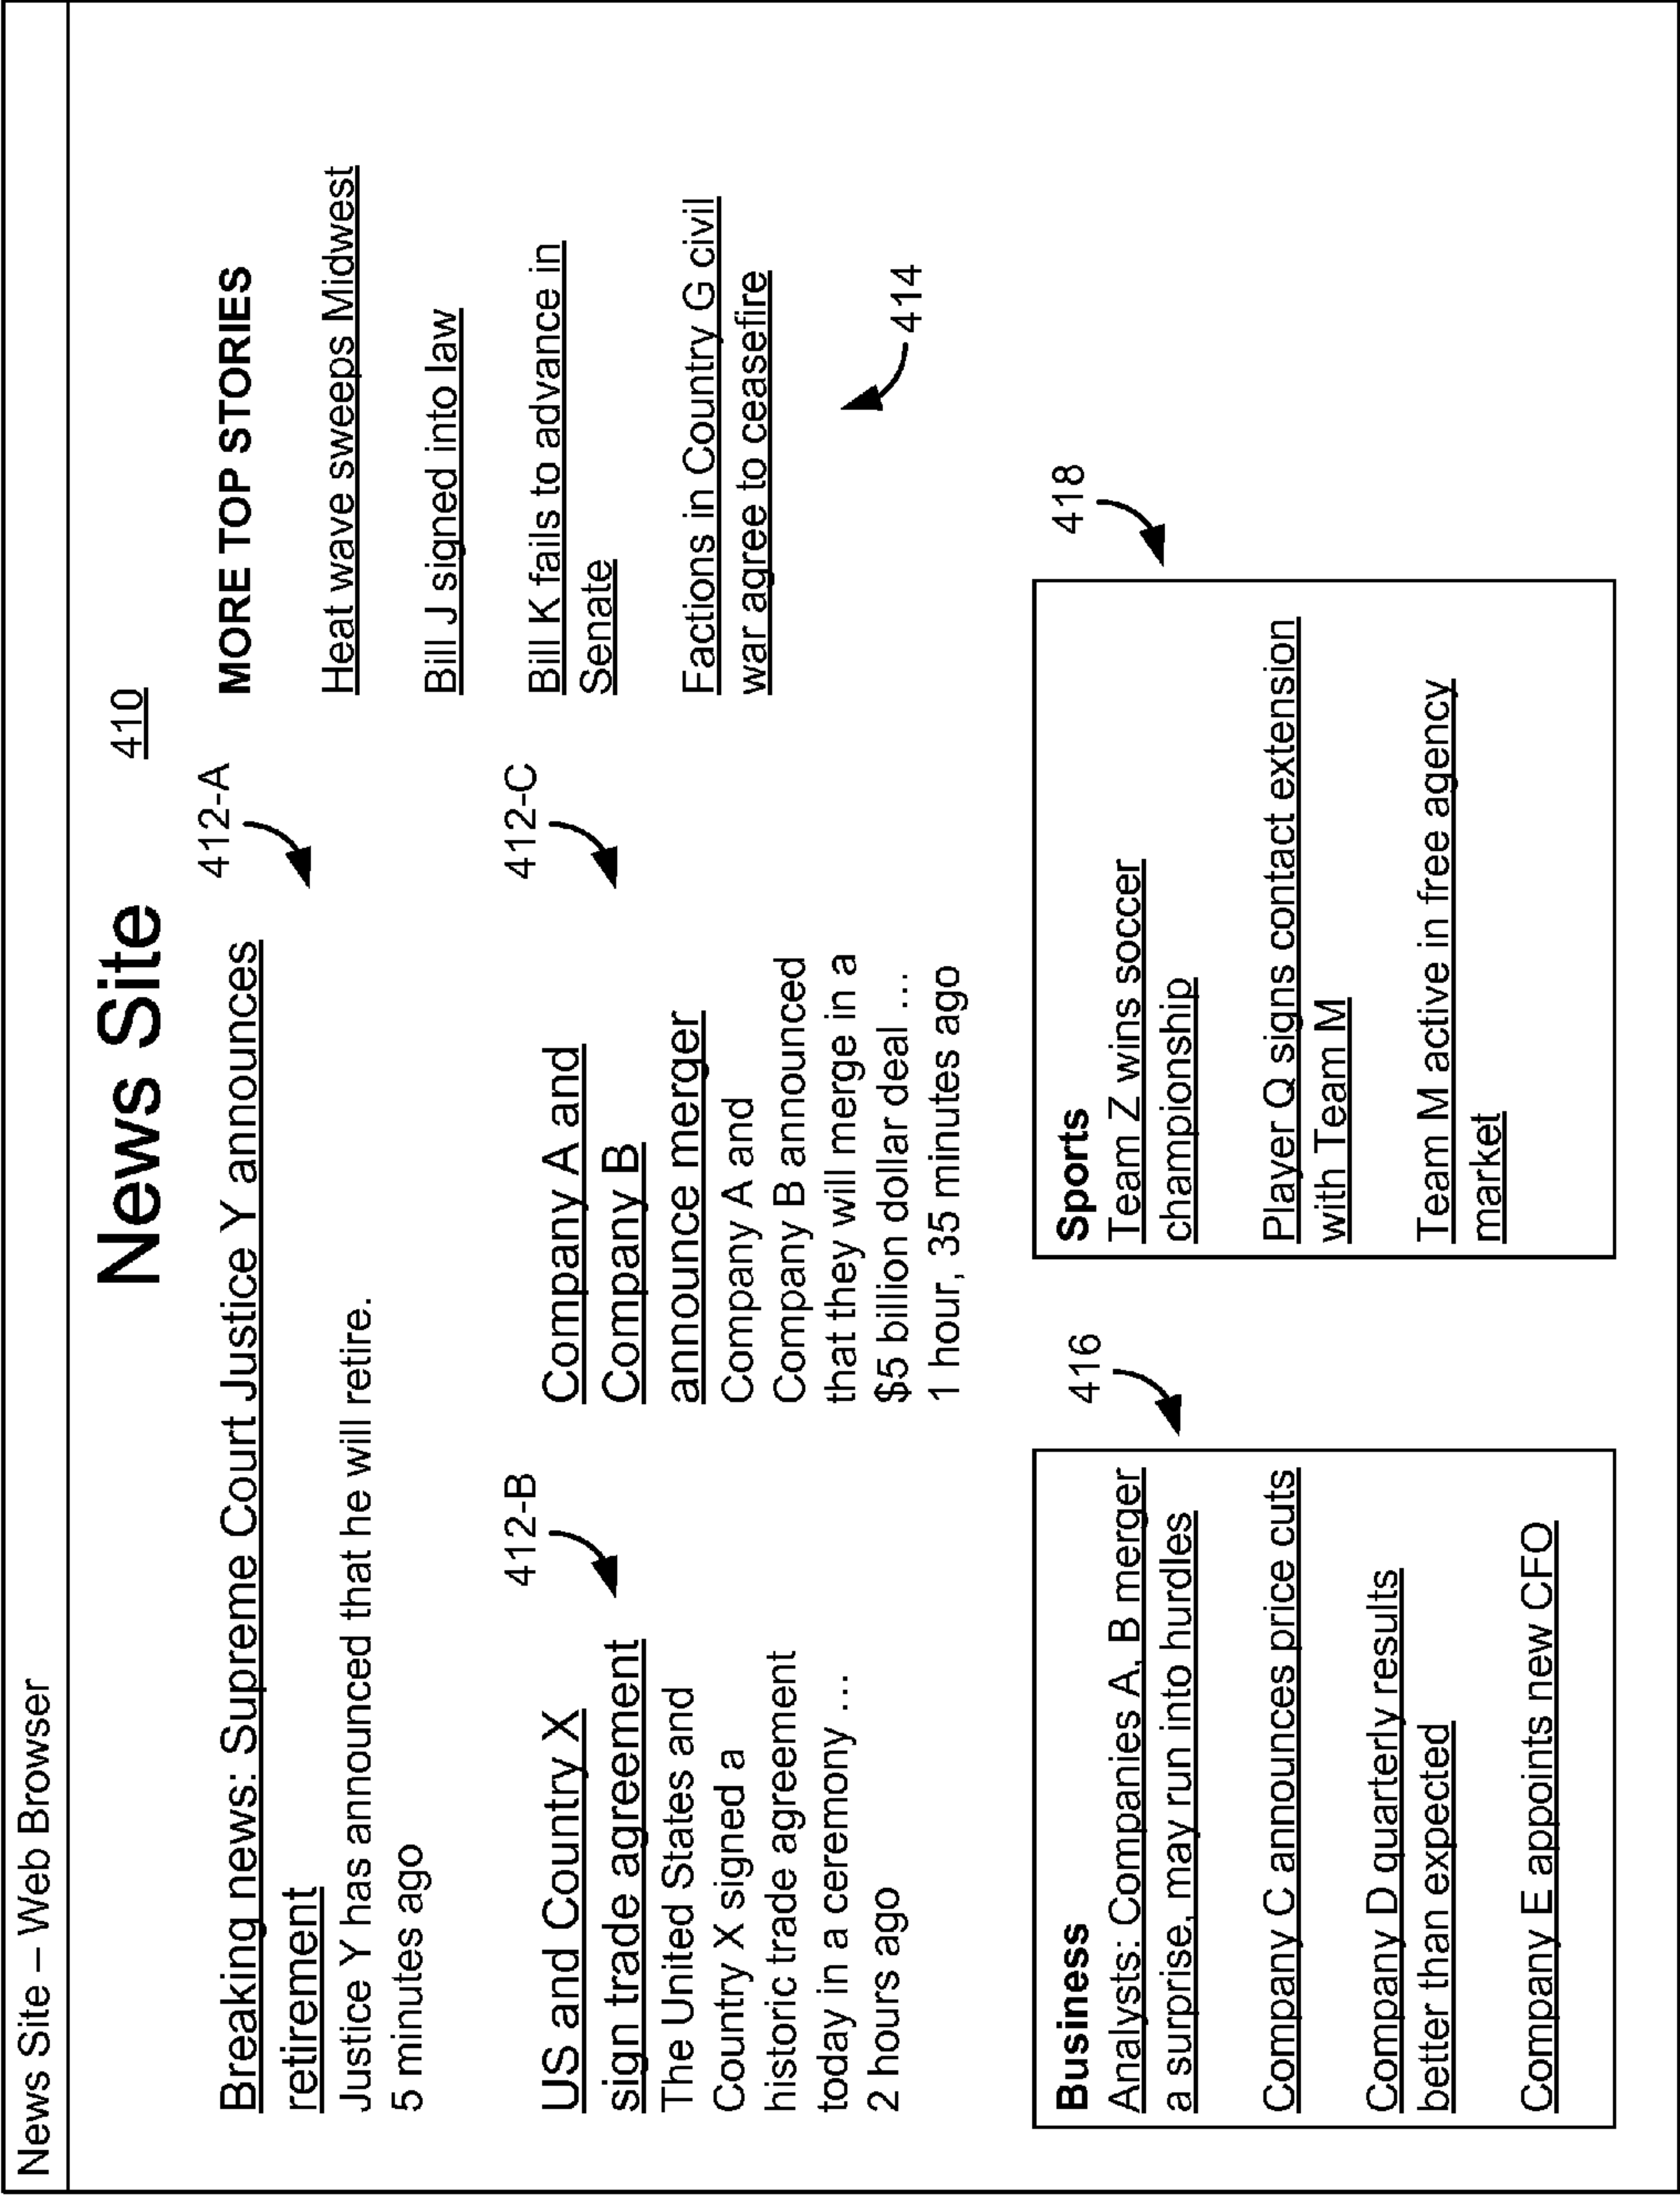 News Site – Web Browser
News Site
410
Breaking news: Supreme Court Justice Y announces
retirement
Justice Y has announced that he will retire.
5 minutes ago
412-A
US and Country X
sign trade agreement
The United States and
Country X signed a
historic trade agreement
today in a ceremony ...
2 hours ago
412-B
Company A and
Company B
announce merger
Company A and
Company B announced
that they will merge in a
$5 billion dollar deal ...
1 hour, 35 minutes ago
412-C
MORE TOP STORIES
Heat wave sweeps Midwest
Bill J signed into law
Bill K fails to advance in
Senate
Factions in Country G civil
war agree to ceasefire
414
Business
Analysts: Companies A, B merger
a surprise, may run into hurdles
Company C announces price cuts
Company D quarterly results
better than expected
Company E appoints new CFO
416
Sports
Team Z wins soccer
championship
Player Q signs contact extension
with Team M
Team M active in free agency
market
418